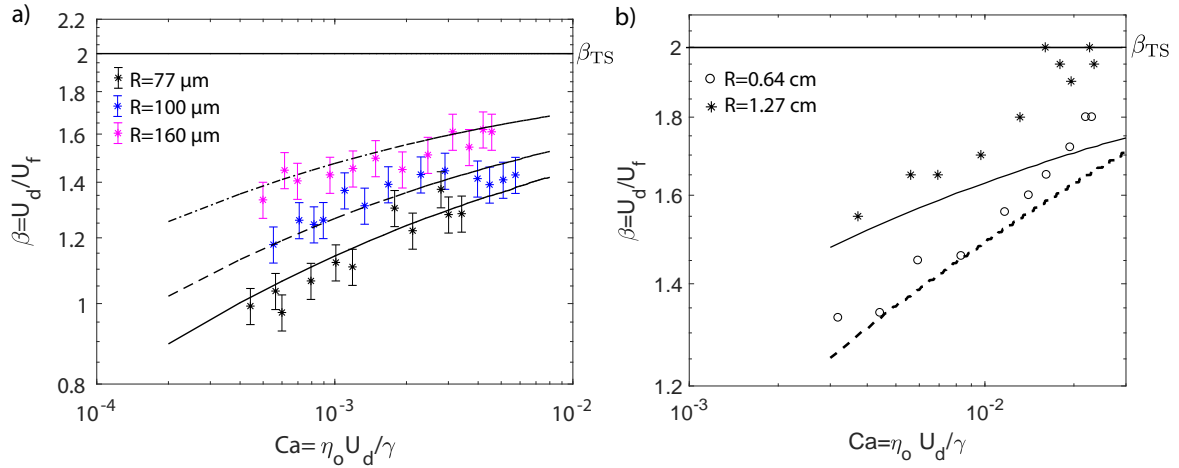 a)
2.2
2
1.8
1.6
1.4
1.2
1
0.8
β=U_d/U_f
β_TS
R=77 μm
R=100 μm
R=160 μm
10^-4
10^-3
10^-2
Ca= η_o U_d/γ
b)
2
1.8
1.6
1.4
1.2
β=U_d/U_f
β_TS
R=0.64 cm
R=1.27 cm
10^-3
10^-2
Ca=η_o U_d/γ